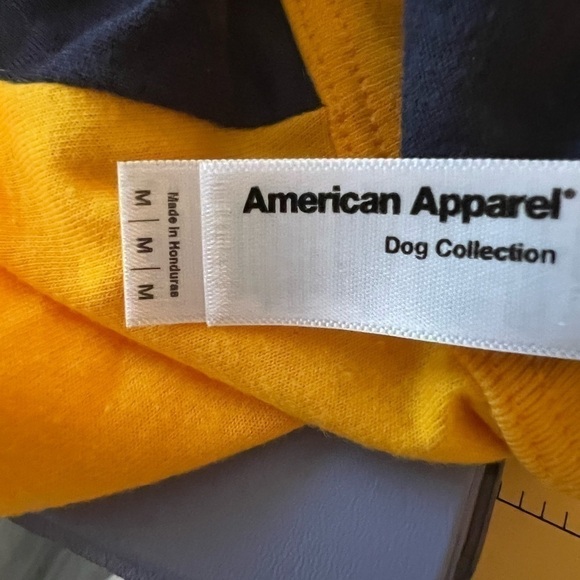 American Apparel®
Dog Collection
Made in Honduras
M | M | M